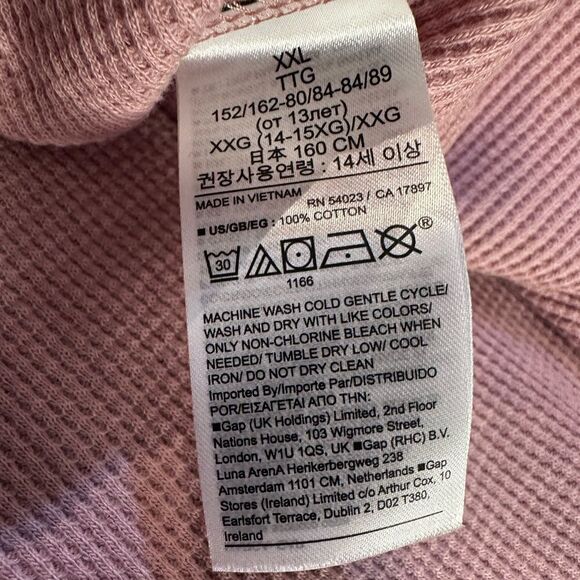 XXL
TTG
152/162-80/84-84/89
(от 13лет)
XXG (14-15XG)/XXG
日本 160 CM
권장사용연령 : 14세 이상
MADE IN VIETNAM RN 54023 / CA 17897
■ US/GB/EG : 100% COTTON
30
®
1166
MACHINE WASH COLD GENTLE CYCLE/
WASH AND DRY WITH LIKE COLORS/
ONLY NON-CHLORINE BLEACH WHEN
NEEDED/ TUMBLE DRY LOW/ COOL
IRON/ DO NOT DRY CLEAN
Imported by/Importe Par/DISTRIBUIDO
POR/ΕΙΣΑΓΕΤΑΙ ΑΠΟ ΤΗΝ:
■Gap (UK Holdings) Limited, 2nd Floor
Nations House, 103 Wigmore Street,
London, W1U 1QS, UK ■Gap (RHC) B.V.
Luna ArenA Herikerbergweg 238
Amsterdam 1101 CM, Netherlands ■Gap
Stores (Ireland) Limited c/o Arthur Cox, 10
Earlsfort Terrace, Dublin 2, D02 T380,
Ireland